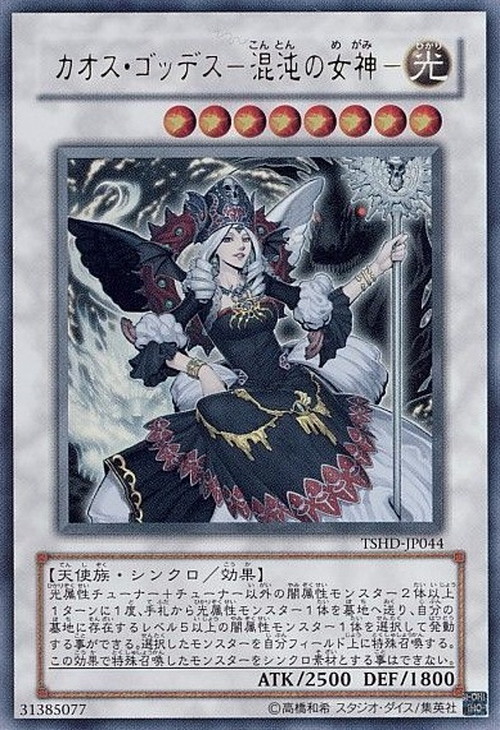 カオス・ゴッデス－混沌の女神－
光
TSHD-JP044
【天使族・シンクロ／効果】
光属性チューナー＋チューナー以外の闇属性モンスター２体以上
１ターンに１度、手札から光属性モンスター１体を墓地へ送り、自分の
墓地に存在するレベル５以上の闇属性モンスター１体を選択して発動
する事ができる。選択したモンスターを自分フィールド上に特殊召喚する。
この効果で特殊召喚したモンスターをシンクロ素材とする事はできない。
ATK/2500 DEF/1800
31385077
©高橋和希 スタジオ・ダイス/集英社